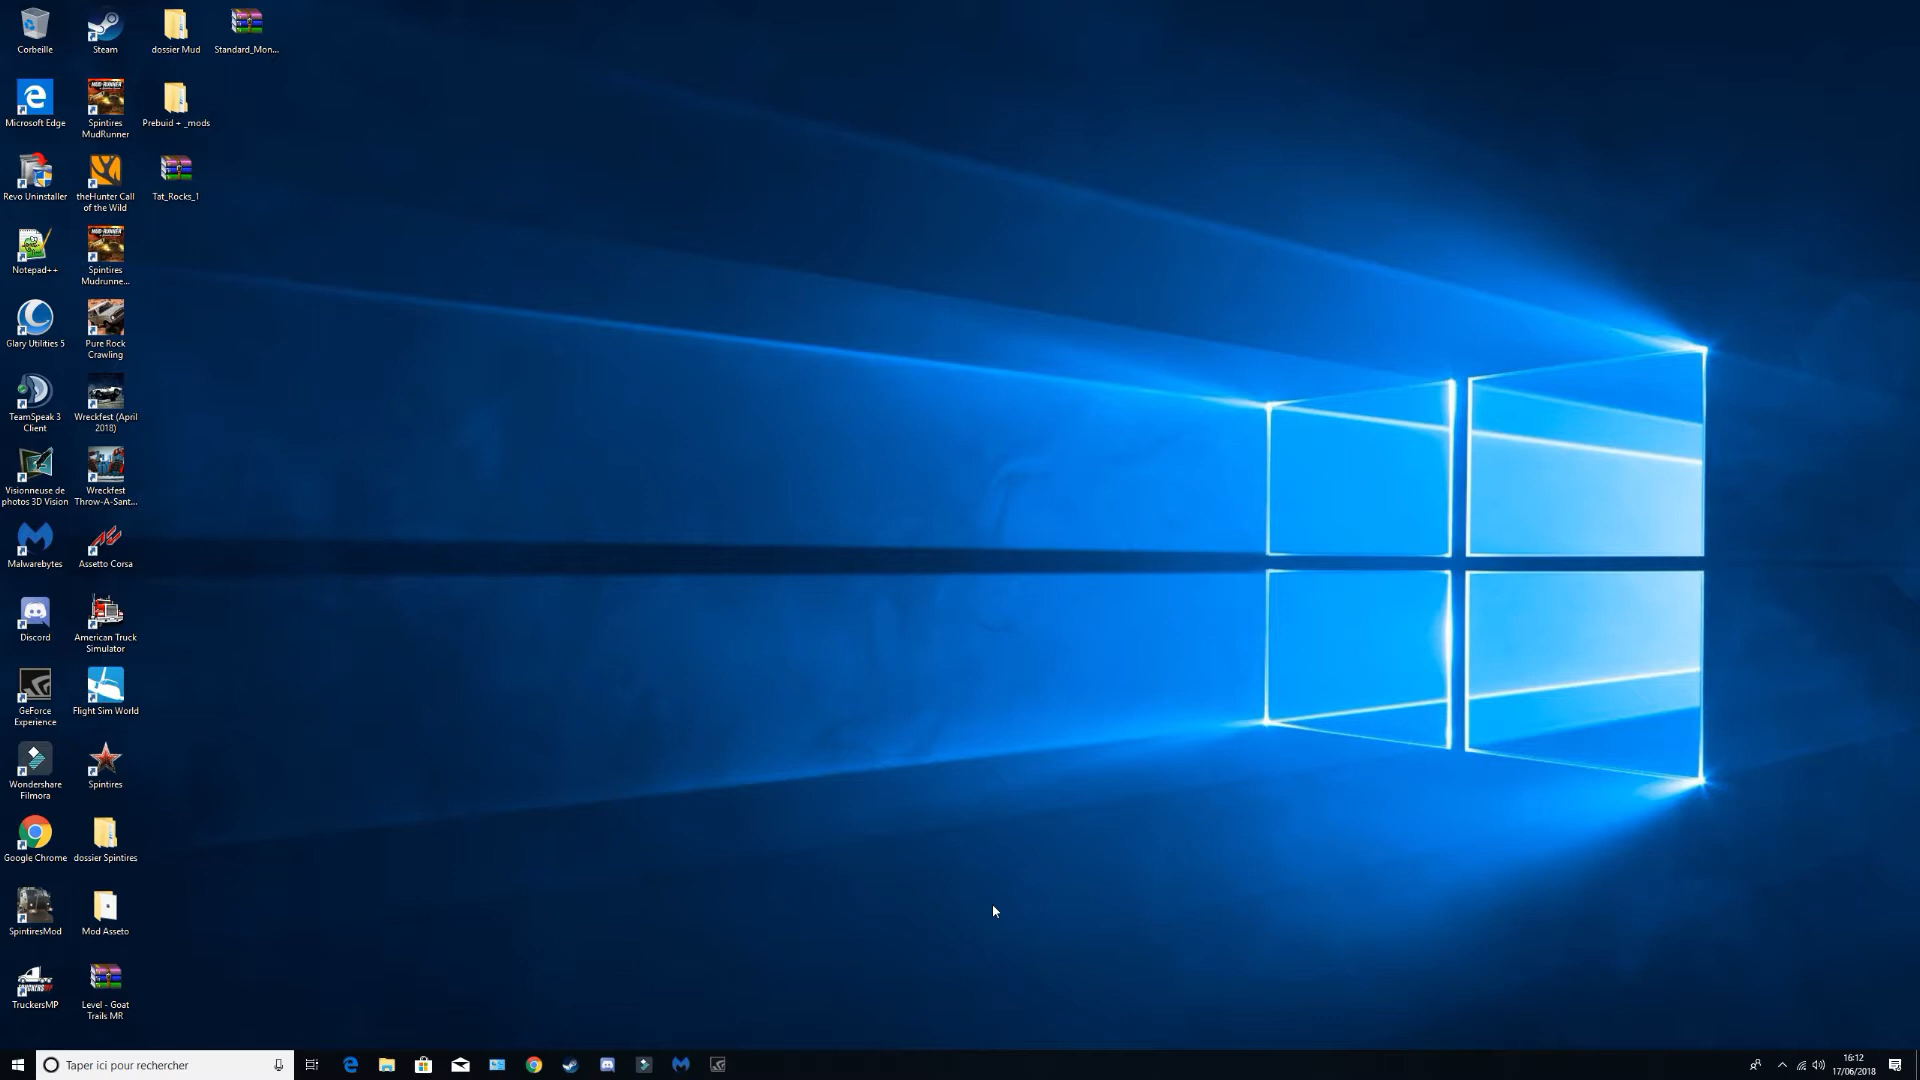 Corbeille
Steam
dossier Mud
Standard_Mon...
Microsoft Edge
Spintires
MudRunner
Prebuid + _mods
Revo Uninstaller
theHunter Call
of the Wild
Tat_Rocks_1
Notepad++
Spintires
Mudrunne...
Glary Utilities 5
Pure Rock
Crawling
TeamSpeak 3
Client
Wreckfest (April
2018)
Visionneuse de
photos 3D Vision
Wreckfest
Throw-A-Sant...
Malwarebytes
Assetto Corsa
Discord
American Truck
Simulator
GeForce
Experience
Flight Sim World
Wondershare
Filmora
Spintires
Google Chrome
dossier Spintires
SpintiresMod
Mod Asseto
TruckersMP
Level - Goat
Trails MR
Taper ici pour rechercher
16:12
17/06/2018